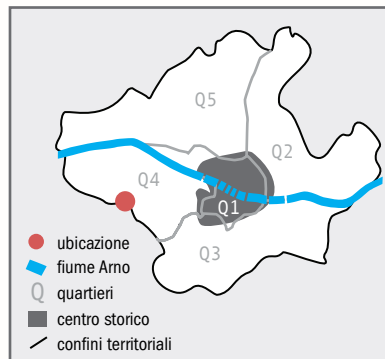 Q5
Q2
Q4
Q1
Q3
ubicazione
fiume Arno
Q quartieri
centro storico
confini territoriali